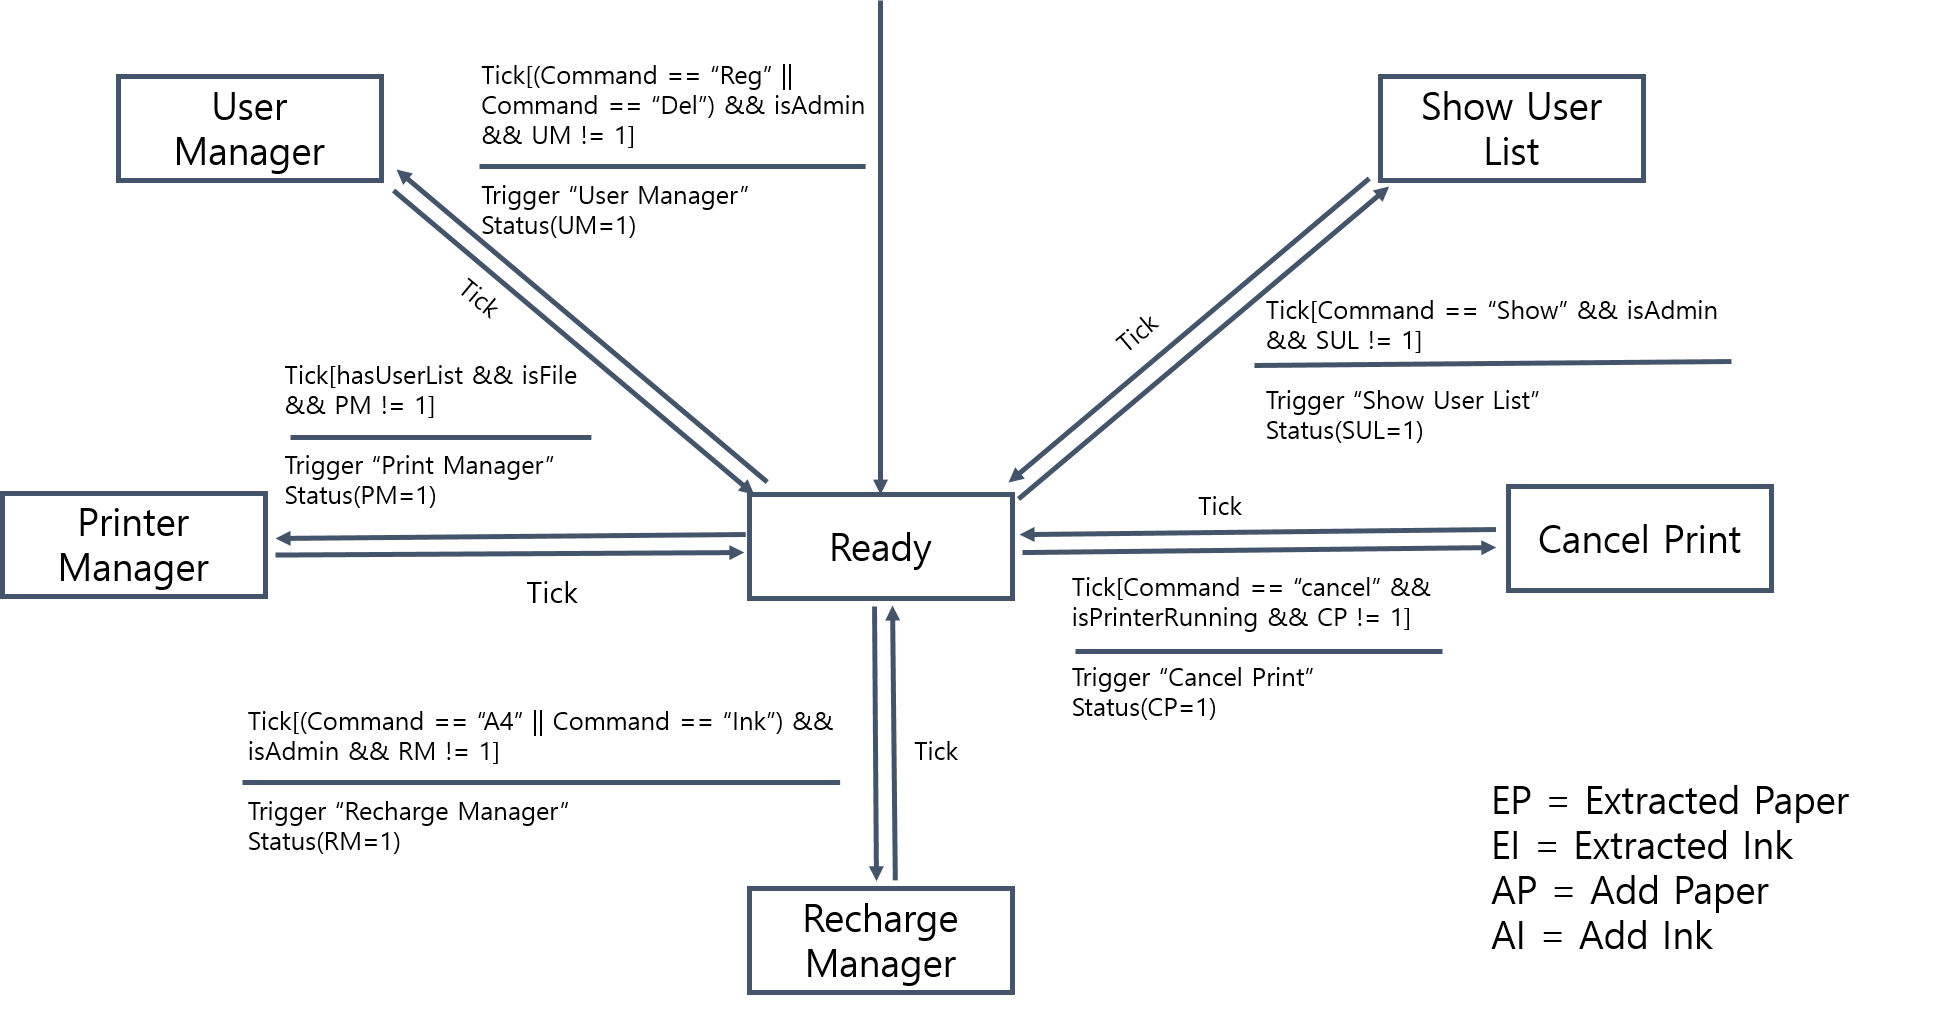 User
Manager
Tick[(Command == “Reg” ||
Command == “Del”) && isAdmin
&& UM != 1]
Trigger “User Manager”
Status(UM=1)
Show User
List
Tick
Tick
Tick[Command == “Show” && isAdmin
&& SUL != 1]
Trigger “Show User List”
Status(SUL=1)
Tick[hasUserList && isFile
&& PM != 1]
Trigger “Print Manager”
Status(PM=1)
Printer
Manager
Tick
Ready
Tick
Cancel Print
Tick[Command == “cancel” &&
isPrinterRunning && CP != 1]
Trigger “Cancel Print”
Status(CP=1)
Tick[(Command == “A4” || Command == “Ink”) &&
isAdmin && RM != 1]
Trigger “Recharge Manager”
Status(RM=1)
Tick
Recharge
Manager
EP = Extracted Paper
EI = Extracted Ink
AP = Add Paper
AI = Add Ink